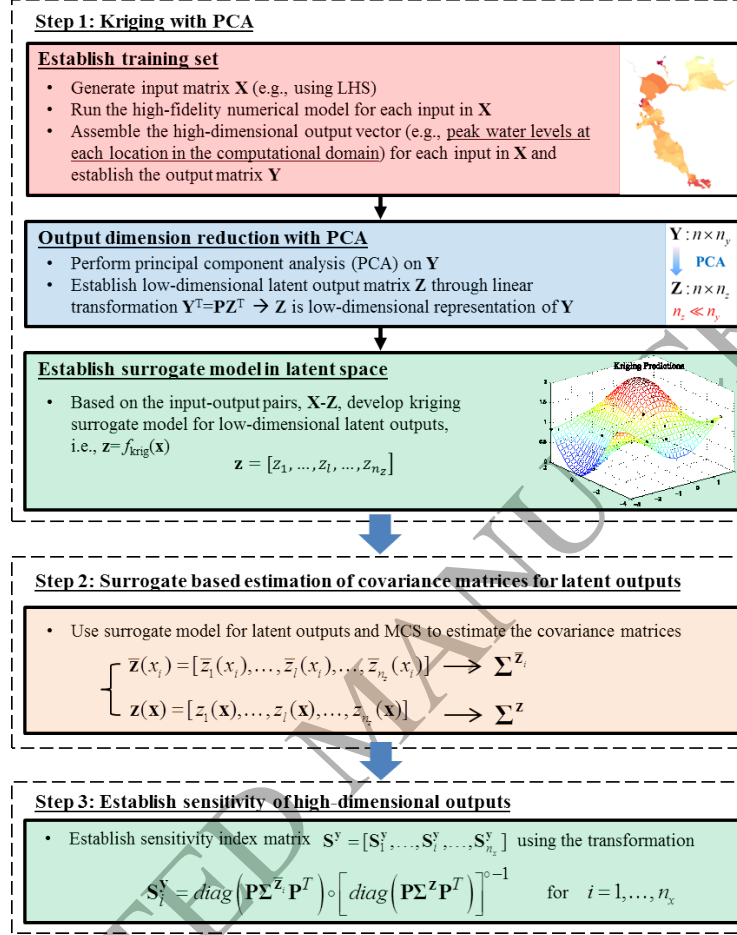 Step 1: Kriging with PCA
Establish training set
• Generate input matrix X (e.g., using LHS)
• Run the high-fidelity numerical model for each input in X
• Assemble the high-dimensional output vector (e.g., peak water levels at
each location in the computational domain) for each input in X and
establish the output matrix Y
Output dimension reduction with PCA
• Perform principal component analysis (PCA) on Y
• Establish low-dimensional latent output matrix Z through linear
transformation Yᵀ=PZᵀ → Z is low-dimensional representation of Y
Y : n × n_y
PCA
Z : n × n_z
n_z ≪ n_y
Establish surrogate model in latent space
• Based on the input-output pairs, X-Z, develop kriging
surrogate model for low-dimensional latent outputs,
i.e., z=f_krig(x)
z = [z₁, …, z_l, …, z_{n_z}]
Kriging Predictions
Step 2: Surrogate based estimation of covariance matrices for latent outputs
• Use surrogate model for latent outputs and MCS to estimate the covariance matrices
z̄(x_i) = [z̄₁(x_i),…, z̄_l(x_i),…, z̄_{n_z}(x_i)] → Σ^{z̄_i}
z(x) = [z₁(x),…, z_l(x),…, z_{n_z}(x)] → Σ^z
Step 3: Establish sensitivity of high-dimensional outputs
• Establish sensitivity index matrix S^y = [S₁^y,…, S_i^y,…, S_{n_x}^y] using the transformation
S_i^y = diag(PΣ^{z̄_i}P^T)∘[diag(PΣ^zP^T)]^{∘−1} for i = 1,…, n_x